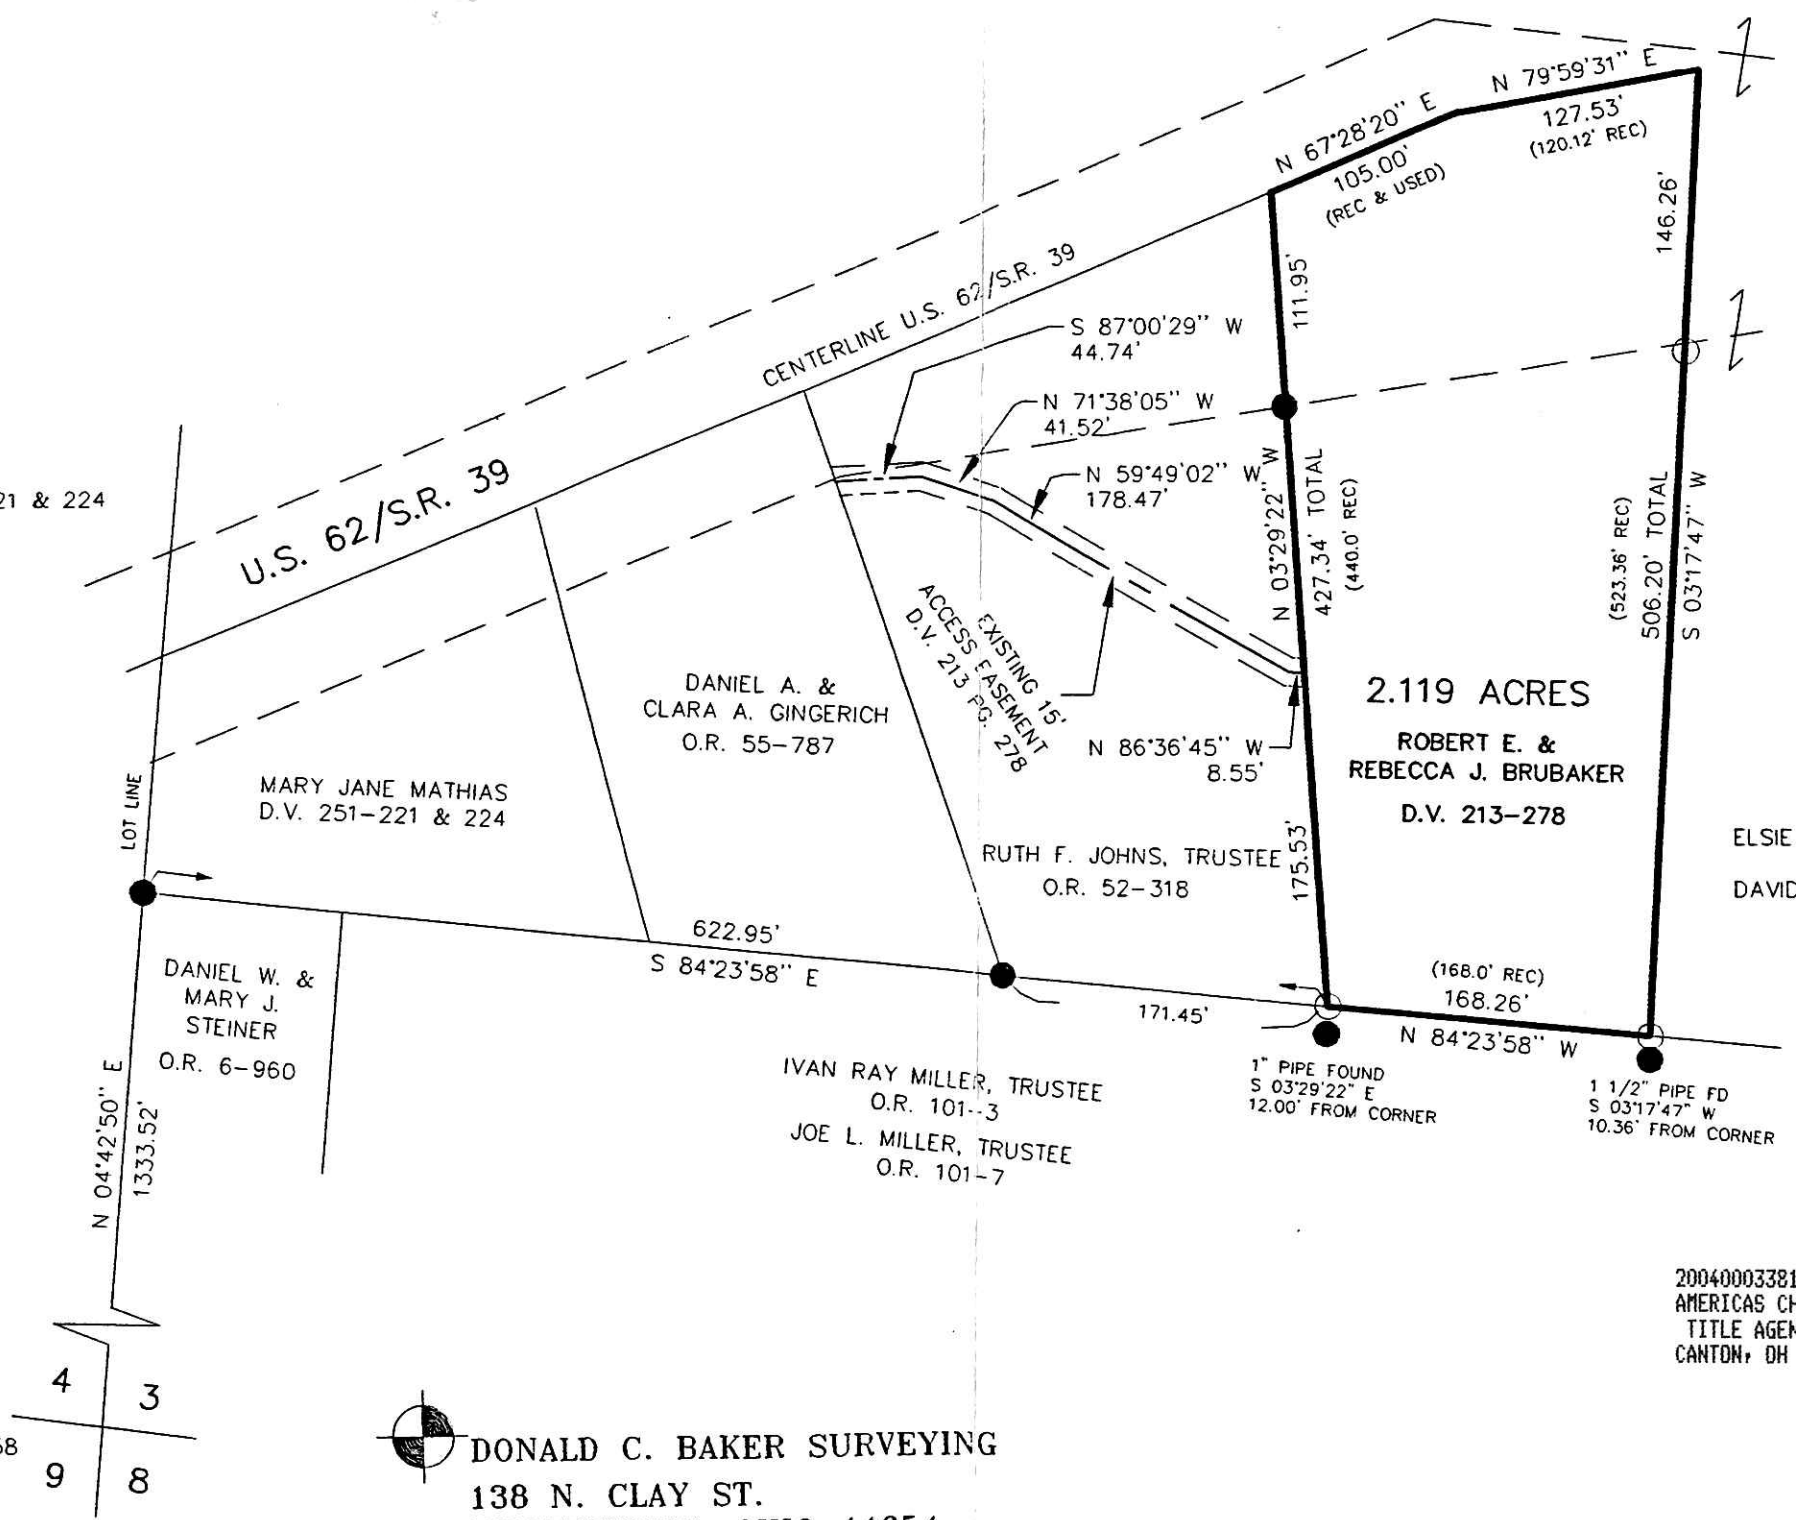 N 79°59'31" E
127.53'
(120.12' REC)
N 67°28'20" E
105.00'
(REC & USED)
146.26'
111.95'
CENTERLINE U.S. 62/S.R. 39
S 87°00'29" W
44.74'
N 71°38'05" W
41.52'
N 59°49'02" W
178.47'
21 & 224
U.S. 62/S.R. 39
N 03°29'22" W
427.34' TOTAL
(440.0' REC)
(523.36' REC)
506.20' TOTAL
S 03°17'47" W
EXISTING 15'
ACCESS EASEMENT
D.V. 213 PG. 278
DANIEL A. &
CLARA A. GINGERICH
O.R. 55-787
2.119 ACRES
ROBERT E. &
REBECCA J. BRUBAKER
D.V. 213-278
N 86°36'45" W
8.55'
MARY JANE MATHIAS
D.V. 251-221 & 224
LOT LINE
RUTH F. JOHNS, TRUSTEE
O.R. 52-318
175.53'
ELSIE
DAVID
622.95'
S 84°23'58" E
DANIEL W. &
MARY J.
STEINER
O.R. 6-960
171.45'
(168.0' REC)
168.26'
N 84°23'58" W
1" PIPE FOUND
S 03°29'22" E
12.00' FROM CORNER
1 1/2" PIPE FD
S 03°17'47" W
10.36' FROM CORNER
IVAN RAY MILLER, TRUSTEE
O.R. 101--3
JOE L. MILLER, TRUSTEE
O.R. 101-7
N 04°42'50" E
1333.52'
20040003381
AMERICAS CH
TITLE AGEN
CANTON, OH
4 3
9 8
DONALD C. BAKER SURVEYING
138 N. CLAY ST.